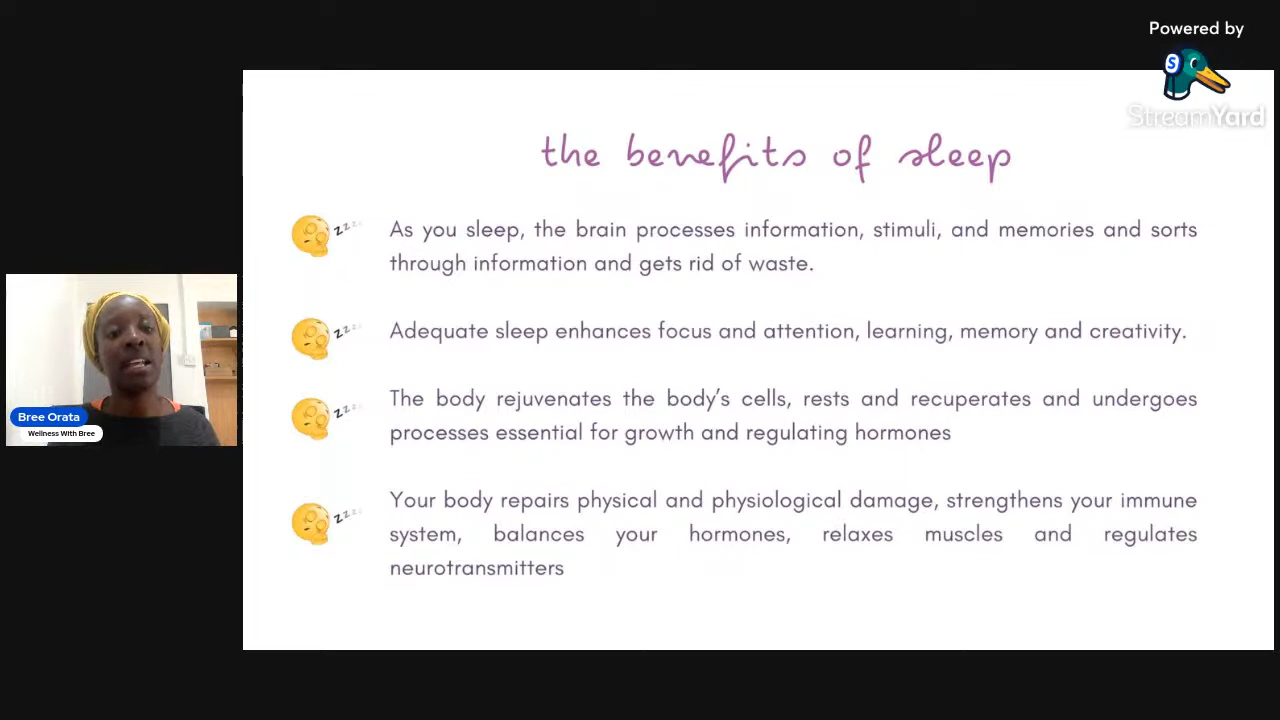 Powered by
S
StreamYard
the benefits of sleep
zzzz
As you sleep, the brain processes information, stimuli, and memories and sorts
through information and gets rid of waste.
zzzz
Adequate sleep enhances focus and attention, learning, memory and creativity.
zzzz
The body rejuvenates the body's cells, rests and recuperates and undergoes
processes essential for growth and regulating hormones
zzzz
Your body repairs physical and physiological damage, strengthens your immune
system, balances your hormones, relaxes muscles and regulates
neurotransmitters
Bree Orata
Wellness With Bree